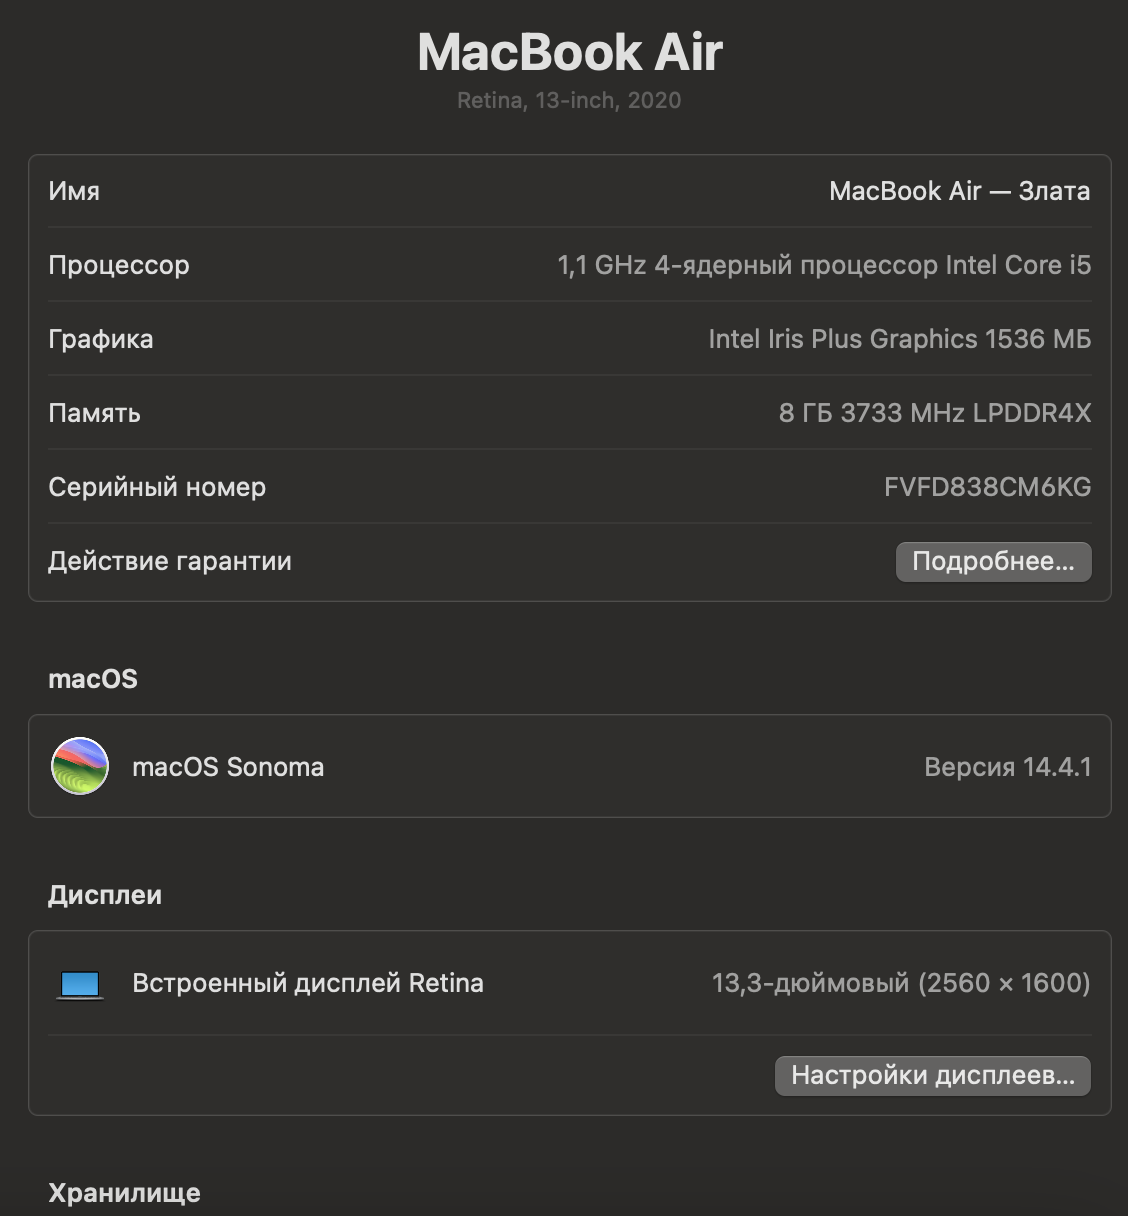 MacBook Air
Retina, 13-inch, 2020
Имя MacBook Air — Злата
Процессор 1,1 GHz 4-ядерный процессор Intel Core i5
Графика Intel Iris Plus Graphics 1536 МБ
Память 8 ГБ 3733 MHz LPDDR4X
Серийный номер FVFD838CM6KG
Действие гарантии Подробнее...
macOS
macOS Sonoma Версия 14.4.1
Дисплеи
Встроенный дисплей Retina 13,3-дюймовый (2560 × 1600)
Настройки дисплеев...
Хранилище